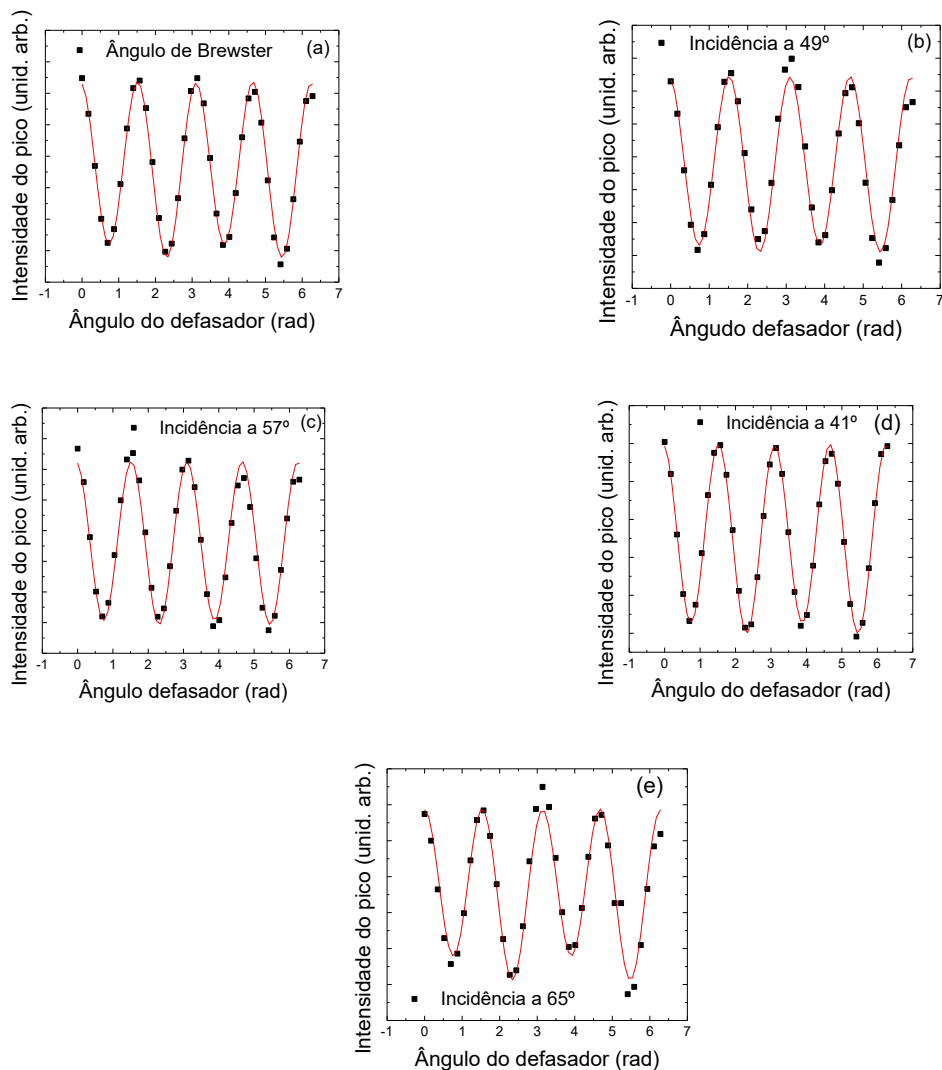 Intensidade do pico (unid. arb.)
Ângulo de Brewster
(a)
-1 0 1 2 3 4 5 6 7
Ângulo do defasador (rad)
Intensidade do pico (unid. arb.)
Incidência a 49º
(b)
-1 0 1 2 3 4 5 6 7
Ângudo defasador (rad)
Intensidade do pico (unid. arb.)
Incidência a 57º
(c)
-1 0 1 2 3 4 5 6 7
Ângulo defasador (rad)
Intensidade do pico (unid. arb.)
Incidência a 41º
(d)
-1 0 1 2 3 4 5 6 7
Ângulo do defasador (rad)
Intensidade do pico (unid. arb.)
(e)
Incidência a 65º
-1 0 1 2 3 4 5 6 7
Ângulo do defasador (rad)